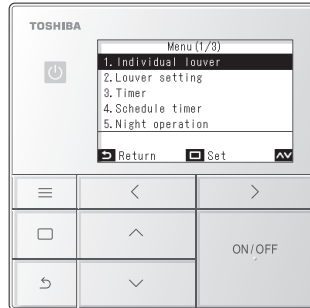 TOSHIBA
Menu(1/3)
1.Individual louver
2.Louver setting
3.Timer
4.Schedule timer
5.Night operation
Return Set
ON/OFF